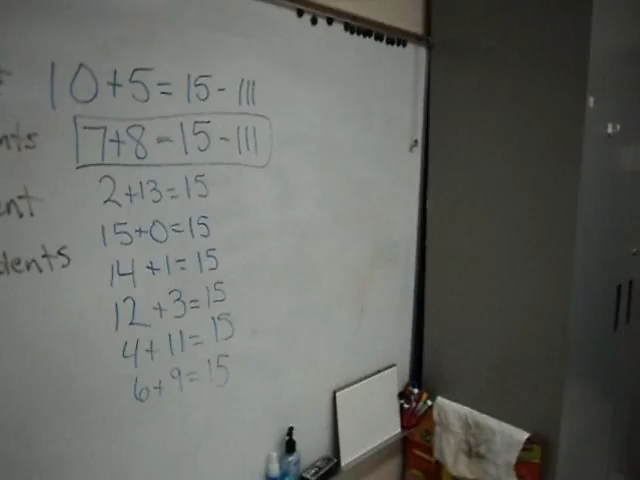 10+5=15-111
nts 7+8=15-111
ent 2+13=15
15+0=15
dents 14+1=15
12+3=15
4+11=15
6+9=15